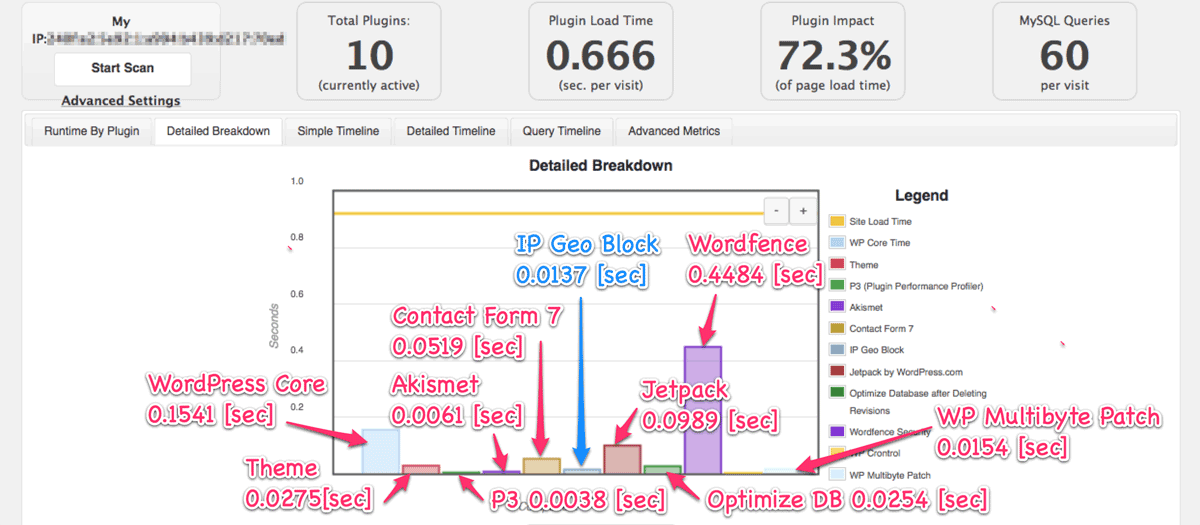 My
IP:
Start Scan
Advanced Settings
Total Plugins:
10
(currently active)
Plugin Load Time
0.666
(sec. per visit)
Plugin Impact
72.3%
(of page load time)
MySQL Queries
60
per visit
Runtime By Plugin
Detailed Breakdown
Simple Timeline
Detailed Timeline
Query Timeline
Advanced Metrics
Detailed Breakdown
1.0
0.8
0.6
0.4
0.2
Seconds
-
+
IP Geo Block
0.0137 [sec]
Wordfence
0.4484 [sec]
Contact Form 7
0.0519 [sec]
WordPress Core
0.1541 [sec]
Akismet
0.0061 [sec]
Jetpack
0.0989 [sec]
WP Multibyte Patch
0.0154 [sec]
Theme
0.0275[sec]
P3 0.0038 [sec]
Optimize DB 0.0254 [sec]
Legend
Site Load Time
WP Core Time
Theme
P3 (Plugin Performance Profiler)
Akismet
Contact Form 7
IP Geo Block
Jetpack by WordPress.com
Optimize Database after Deleting
Revisions
Wordfence Security
WP Crontrol
WP Multibyte Patch